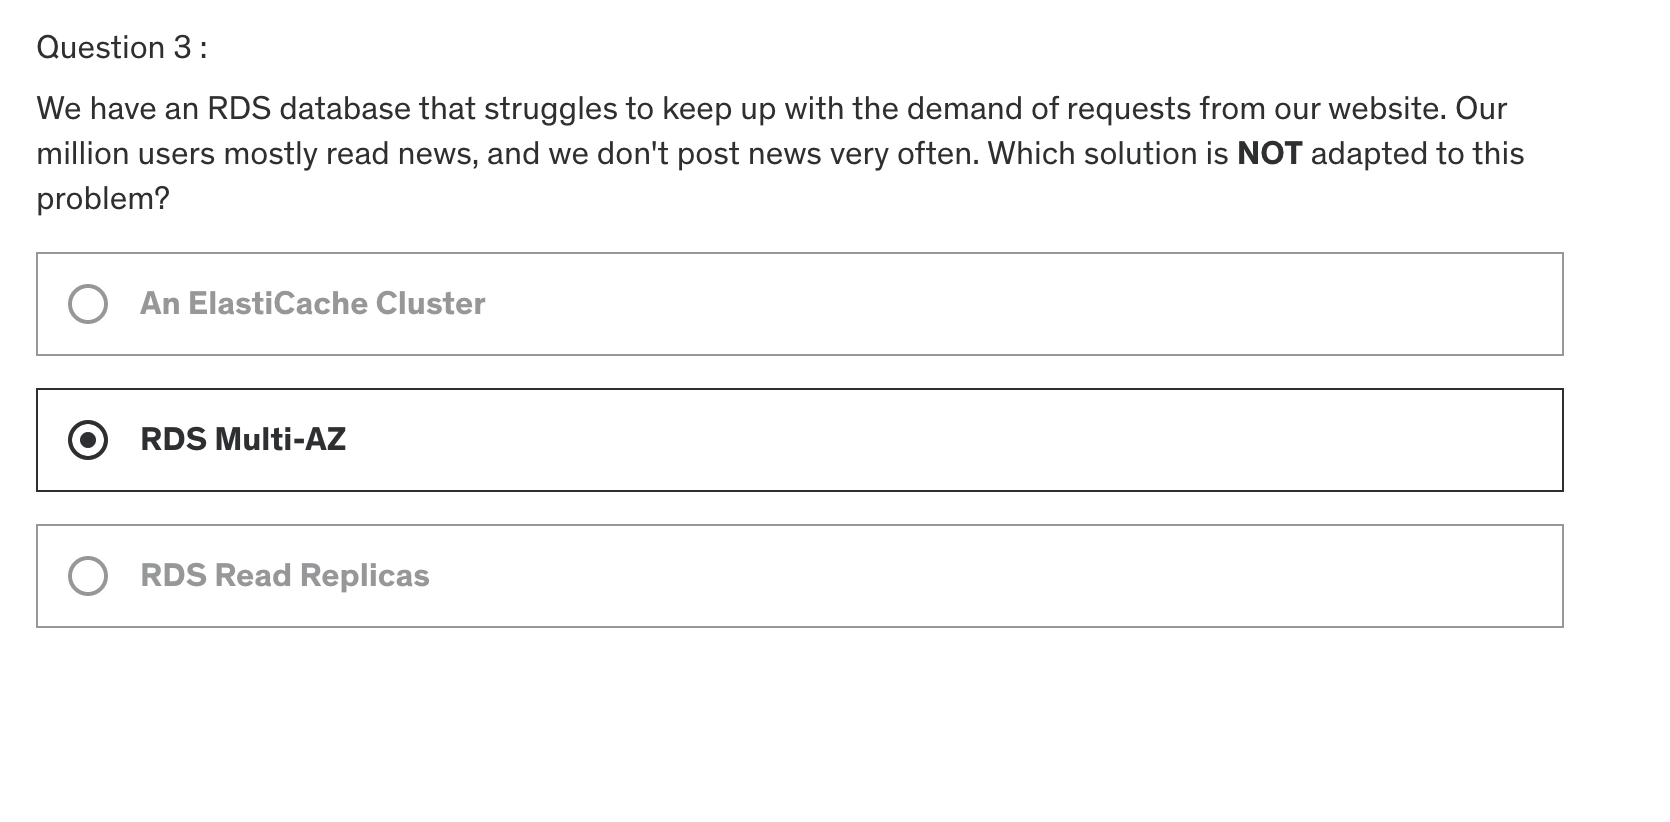 Question 3 :
We have an RDS database that struggles to keep up with the demand of requests from our website. Our
million users mostly read news, and we don't post news very often. Which solution is NOT adapted to this
problem?
An ElastiCache Cluster
RDS Multi-AZ
RDS Read Replicas